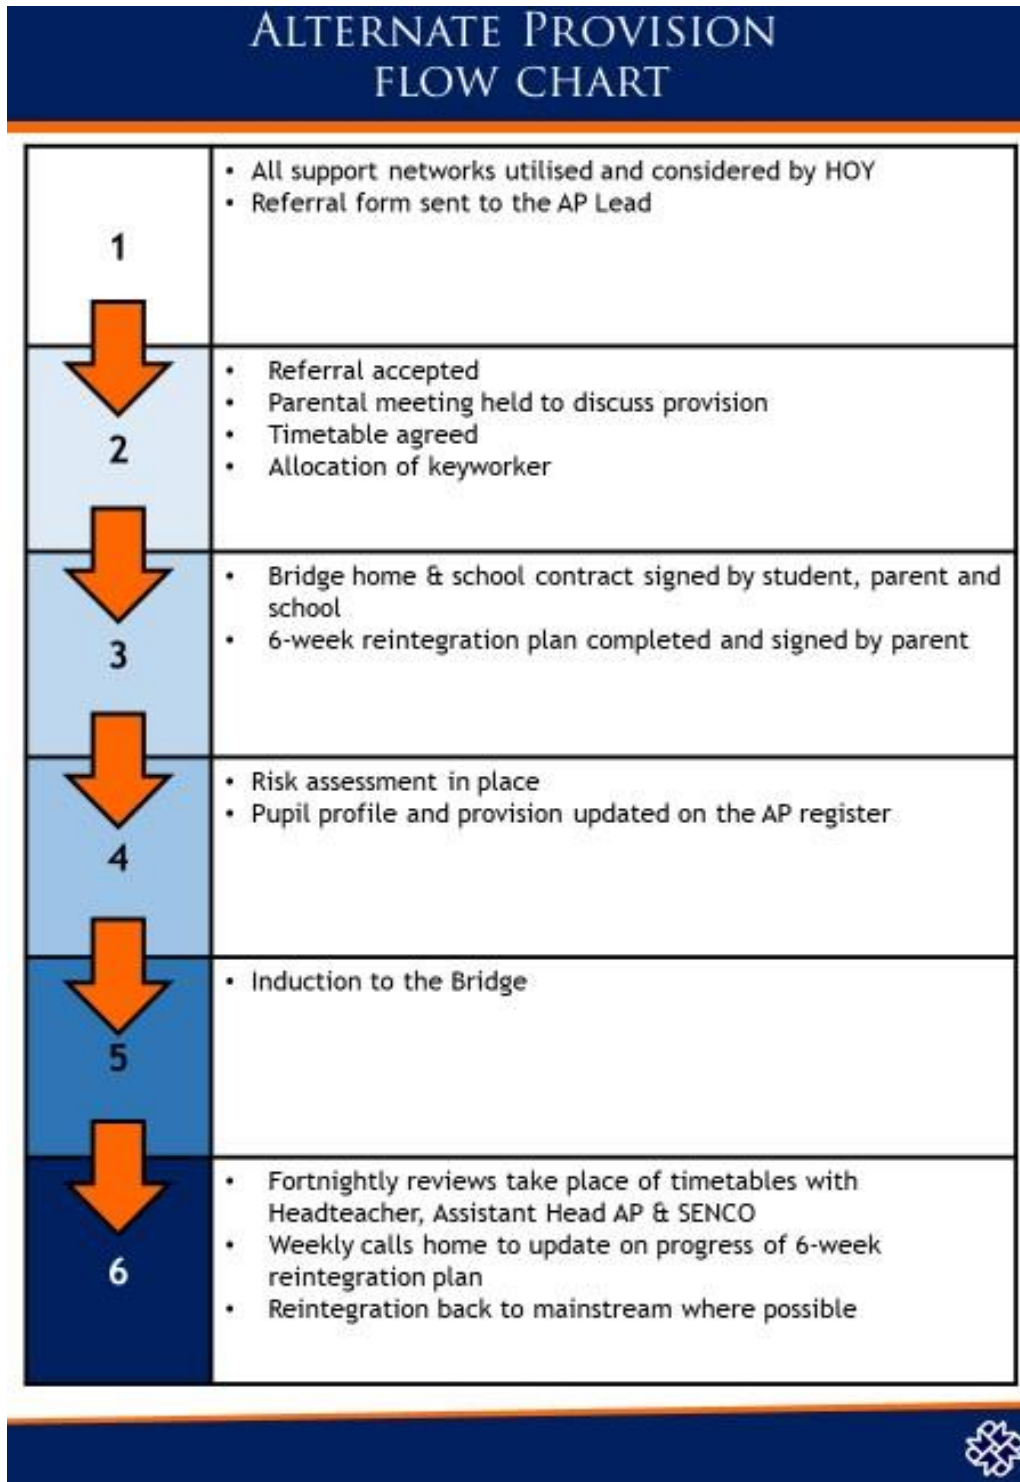 ALTERNATE PROVISION
FLOW CHART
1
• All support networks utilised and considered by HOY
• Referral form sent to the AP Lead
2
• Referral accepted
• Parental meeting held to discuss provision
• Timetable agreed
• Allocation of keyworker
3
• Bridge home & school contract signed by student, parent and
school
• 6-week reintegration plan completed and signed by parent
4
• Risk assessment in place
• Pupil profile and provision updated on the AP register
5
• Induction to the Bridge
6
• Fortnightly reviews take place of timetables with
Headteacher, Assistant Head AP & SENCO
• Weekly calls home to update on progress of 6-week
reintegration plan
• Reintegration back to mainstream where possible